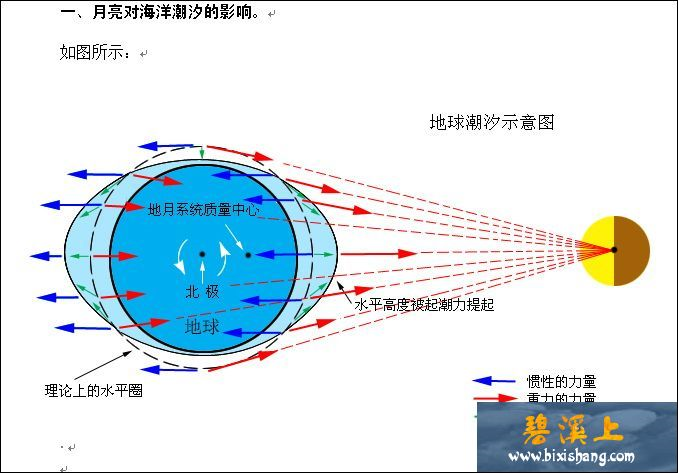 一、月亮对海洋潮汐的影响。
如图所示：
地球潮汐示意图
地月系统质量中心
北 极
地球
水平高度被起潮力提起
理论上的水平圈
惯性的力量
重力的力量
碧溪上
www.bixishang.com